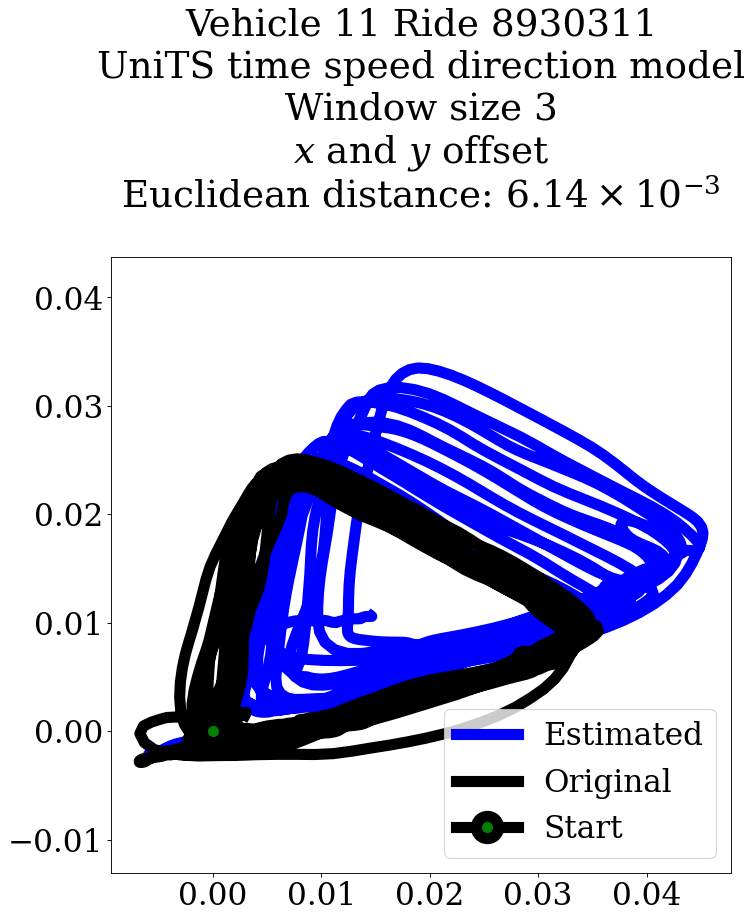 Vehicle 11 Ride 8930311
UniTS time speed direction model
Window size 3
x and y offset
Euclidean distance: 6.14 × 10⁻³
0.04
0.03
0.02
0.01
0.00
−0.01
0.00 0.01 0.02 0.03 0.04
Estimated
Original
Start